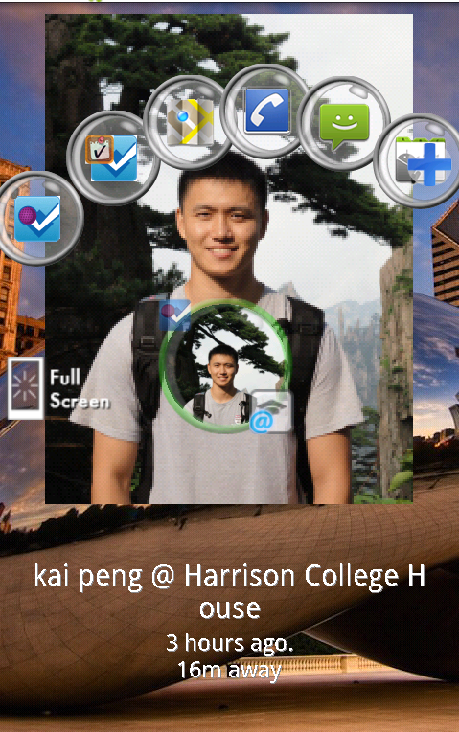 Full
Screen
@
kai peng @ Harrison College H
ouse
3 hours ago.
16m away